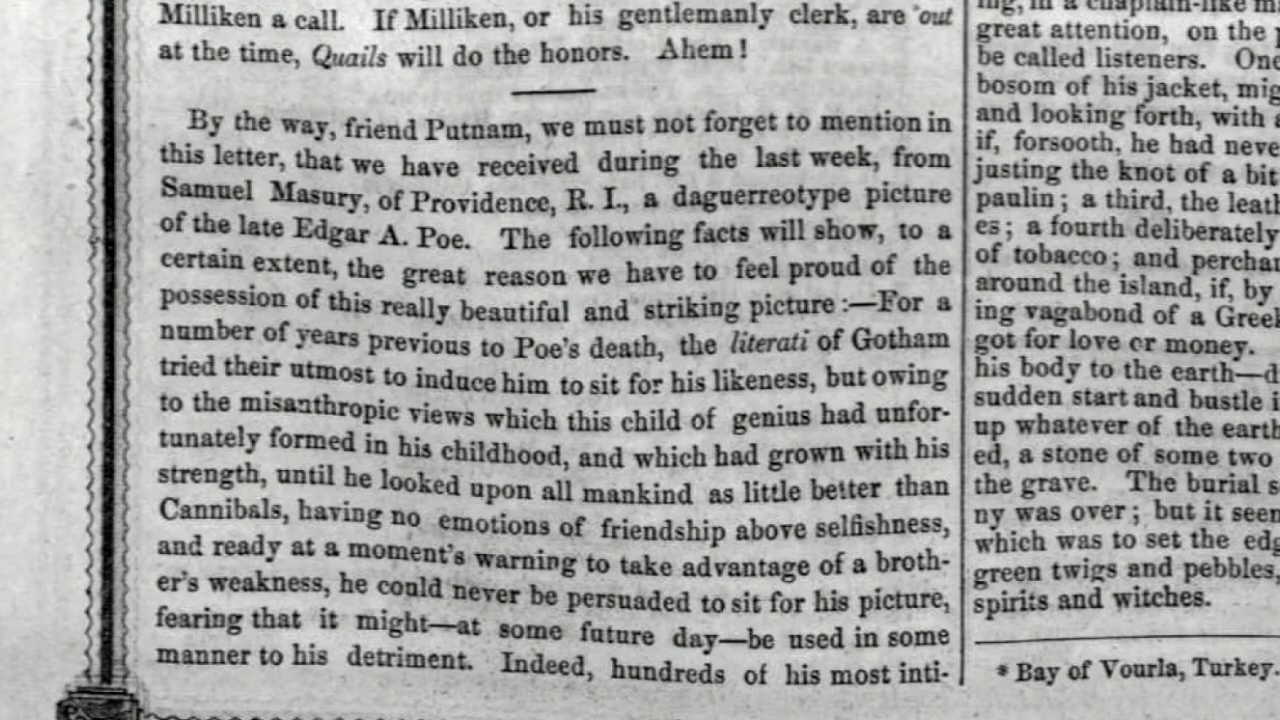 Milliken a call. If Milliken, or his gentlemanly clerk, are out
at the time, Quails will do the honors. Ahem!
By the way, friend Putnam, we must not forget to mention in
this letter, that we have received during the last week, from
Samuel Masury, of Providence, R. I., a daguerreotype picture
of the late Edgar A. Poe. The following facts will show, to a
certain extent, the great reason we have to feel proud of the
possession of this really beautiful and striking picture:—For a
number of years previous to Poe's death, the literati of Gotham
tried their utmost to induce him to sit for his likeness, but owing
to the misanthropic views which this child of genius had unfor-
tunately formed in his childhood, and which had grown with his
strength, until he looked upon all mankind as little better than
Cannibals, having no emotions of friendship above selfishness,
and ready at a moment's warning to take advantage of a broth-
er's weakness, he could never be persuaded to sit for his picture,
fearing that it might—at some future day—be used in some
manner to his detriment. Indeed, hundreds of his most inti-
ing, in a chaplain-like
great attention, on the
be called listeners. One
bosom of his jacket,
and looking forth, with
if, forsooth, he had
justing the knot of a bit
paulin; a third, the
es; a fourth deliberately
of tobacco; and
around the island, if, by
ing vagabond of a
got for love or money.
his body to the earth—
sudden start and bustle
up whatever of the earth
ed, a stone of some two
the grave. The burial
ny was over; but it
which was to set the
green twigs and pebbles,
spirits and witches.
* Bay of Vourla, Turkey.